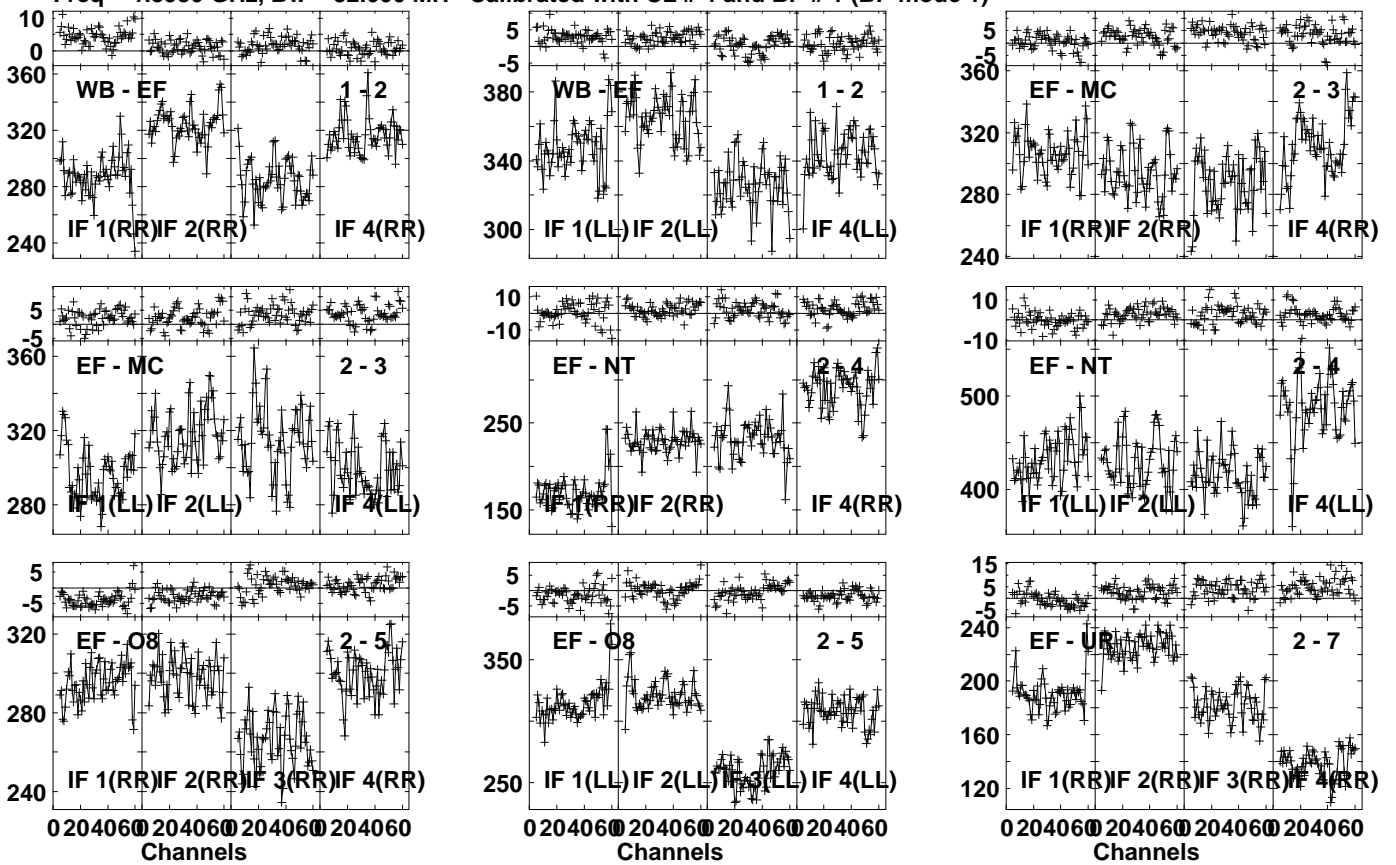 GHz, Bw = MH Calibrated with CL # and BP # (BP mode 1)
10
0
360
320
280
240
WB - EF 1 - 2
IF 1(RR) IF 2(RR) IF 4(RR)
5
-5
380
340
300
WB - EF 1 - 2
IF 1(LL) IF 2(LL) IF 4(LL)
5
-5
360
320
280
240
EF - MC 2 - 3
IF 1(RR) IF 2(RR) IF 4(RR)
5
-5
360
320
280
EF - MC 2 - 3
IF 1(LL) IF 2(LL) IF 4(LL)
10
-10
250
150
EF - NT 2 - 4
IF 1(RR) IF 2(RR) IF 4(RR)
10
-10
500
400
EF - NT 2 - 4
IF 1(LL) IF 2(LL) IF 4(LL)
5
-5
320
280
240
EF - O8 2 - 5
IF 1(RR) IF 2(RR) IF 3(RR) IF 4(RR)
0 20 40 60 0 20 40 60 0 20 40 60 0 20 40 60
Channels
5
-5
350
250
EF - O8 2 - 5
IF 1(LL) IF 2(LL) IF 3(LL) IF 4(LL)
0 20 40 60 0 20 40 60 0 20 40 60 0 20 40 60
Channels
15
5
-5
240
200
160
120
EF - UR 2 - 7
IF 1(RR) IF 2(RR) IF 3(RR) IF 4(RR)
0 20 40 60 0 20 40 60 0 20 40 60 0 20 40 60
Channels